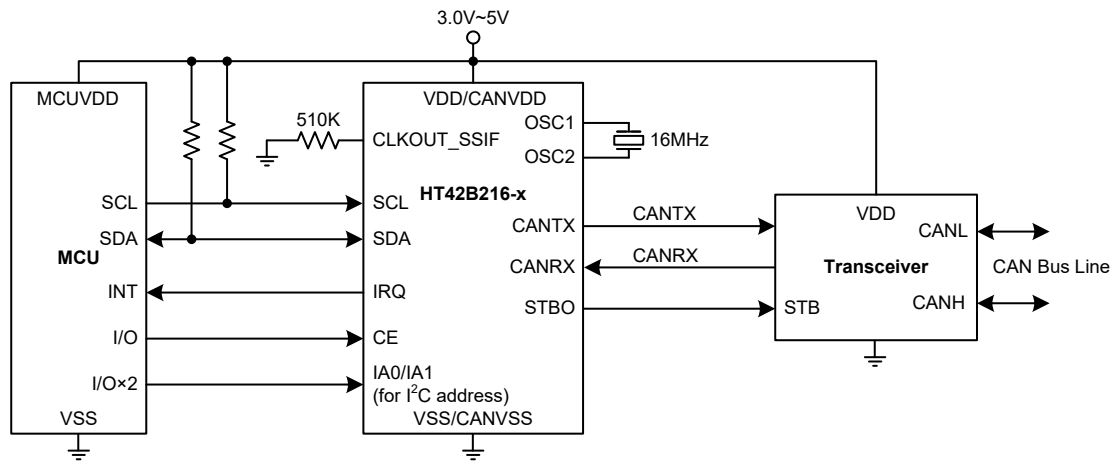 3.0V~5V
MCUVDD
SCL
SDA
MCU
INT
I/O
I/O×2
VSS
510K
VDD/CANVDD
CLKOUT_SSIF
OSC1
OSC2
16MHz
HT42B216-x
SCL
SDA
IRQ
CE
IA0/IA1
(for I²C address)
VSS/CANVSS
CANTX
CANRX
STBO
CANTX
CANRX
VDD
CANL
Transceiver
STB
CANH
CAN Bus Line